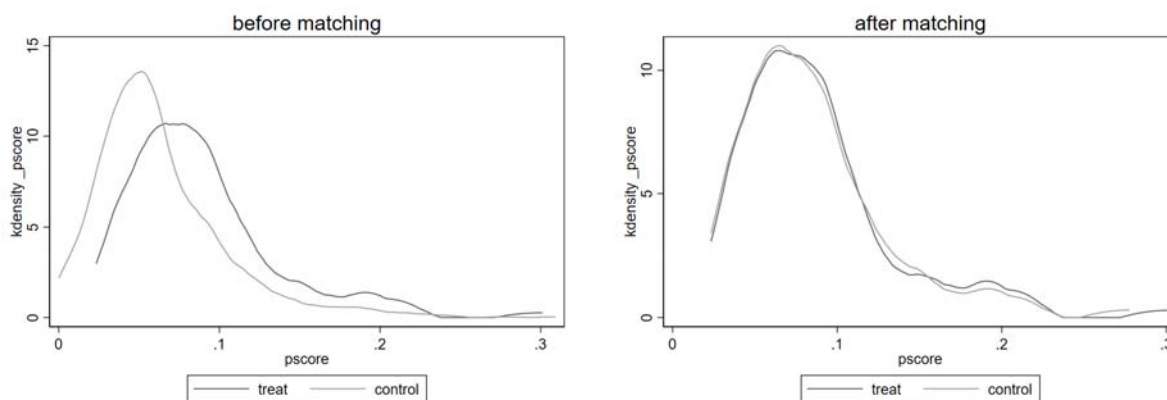 before matching
kdensity _pscore
15
10
5
0
0
.1
.2
.3
pscore
treat
control
after matching
kdensity _pscore
10
5
0
0
.1
.2
.3
pscore
treat
control